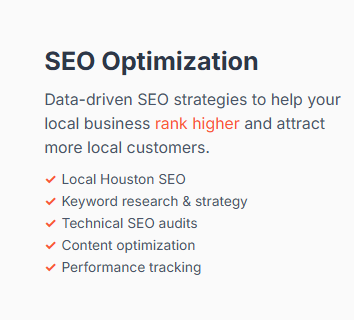 SEO Optimization
Data-driven SEO strategies to help your
local business rank higher and attract
more local customers.
✓ Local Houston SEO
✓ Keyword research & strategy
✓ Technical SEO audits
✓ Content optimization
✓ Performance tracking